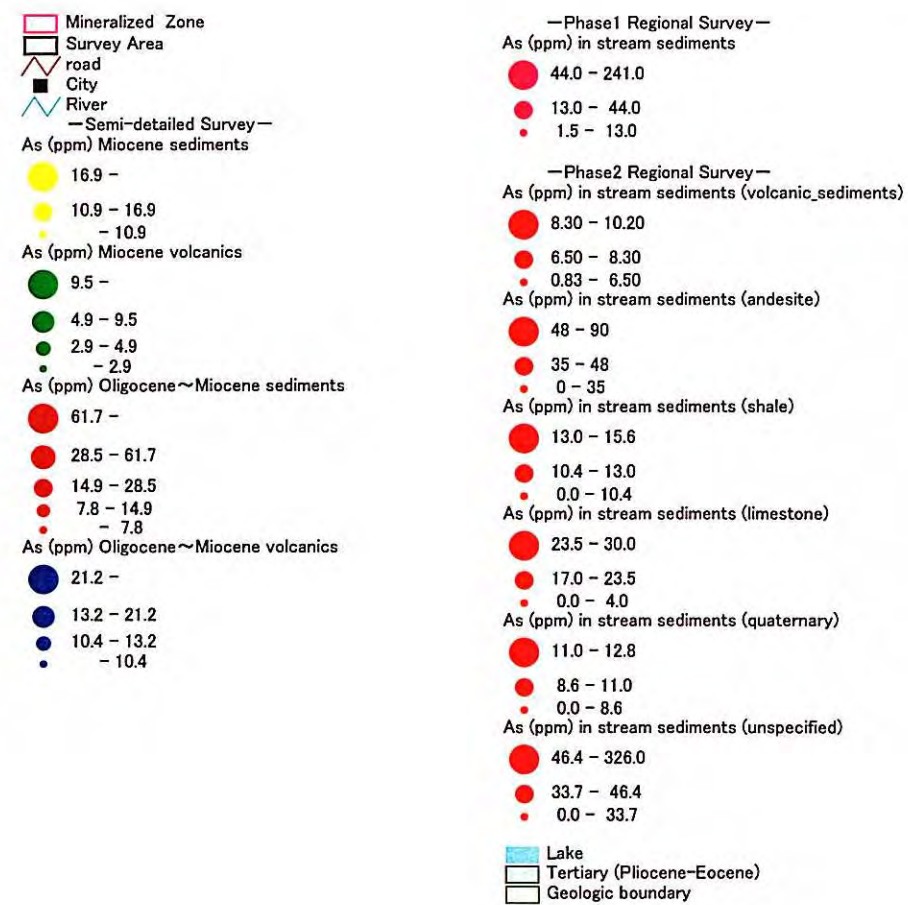 Mineralized Zone
Survey Area
road
City
River
—Semi-detailed Survey—
As (ppm) Miocene sediments
16.9 -
10.9 - 16.9
- 10.9
As (ppm) Miocene volcanics
9.5 -
4.9 - 9.5
2.9 - 4.9
- 2.9
As (ppm) Oligocene~Miocene sediments
61.7 -
28.5 - 61.7
14.9 - 28.5
7.8 - 14.9
- 7.8
As (ppm) Oligocene~Miocene volcanics
21.2 -
13.2 - 21.2
10.4 - 13.2
- 10.4
—Phase1 Regional Survey—
As (ppm) in stream sediments
44.0 - 241.0
13.0 - 44.0
1.5 - 13.0
—Phase2 Regional Survey—
As (ppm) in stream sediments (volcanic_sediments)
8.30 - 10.20
6.50 - 8.30
0.83 - 6.50
As (ppm) in stream sediments (andesite)
48 - 90
35 - 48
0 - 35
As (ppm) in stream sediments (shale)
13.0 - 15.6
10.4 - 13.0
0.0 - 10.4
As (ppm) in stream sediments (limestone)
23.5 - 30.0
17.0 - 23.5
0.0 - 4.0
As (ppm) in stream sediments (quaternary)
11.0 - 12.8
8.6 - 11.0
0.0 - 8.6
As (ppm) in stream sediments (unspecified)
46.4 - 326.0
33.7 - 46.4
0.0 - 33.7
Lake
Tertiary (Pliocene-Eocene)
Geologic boundary